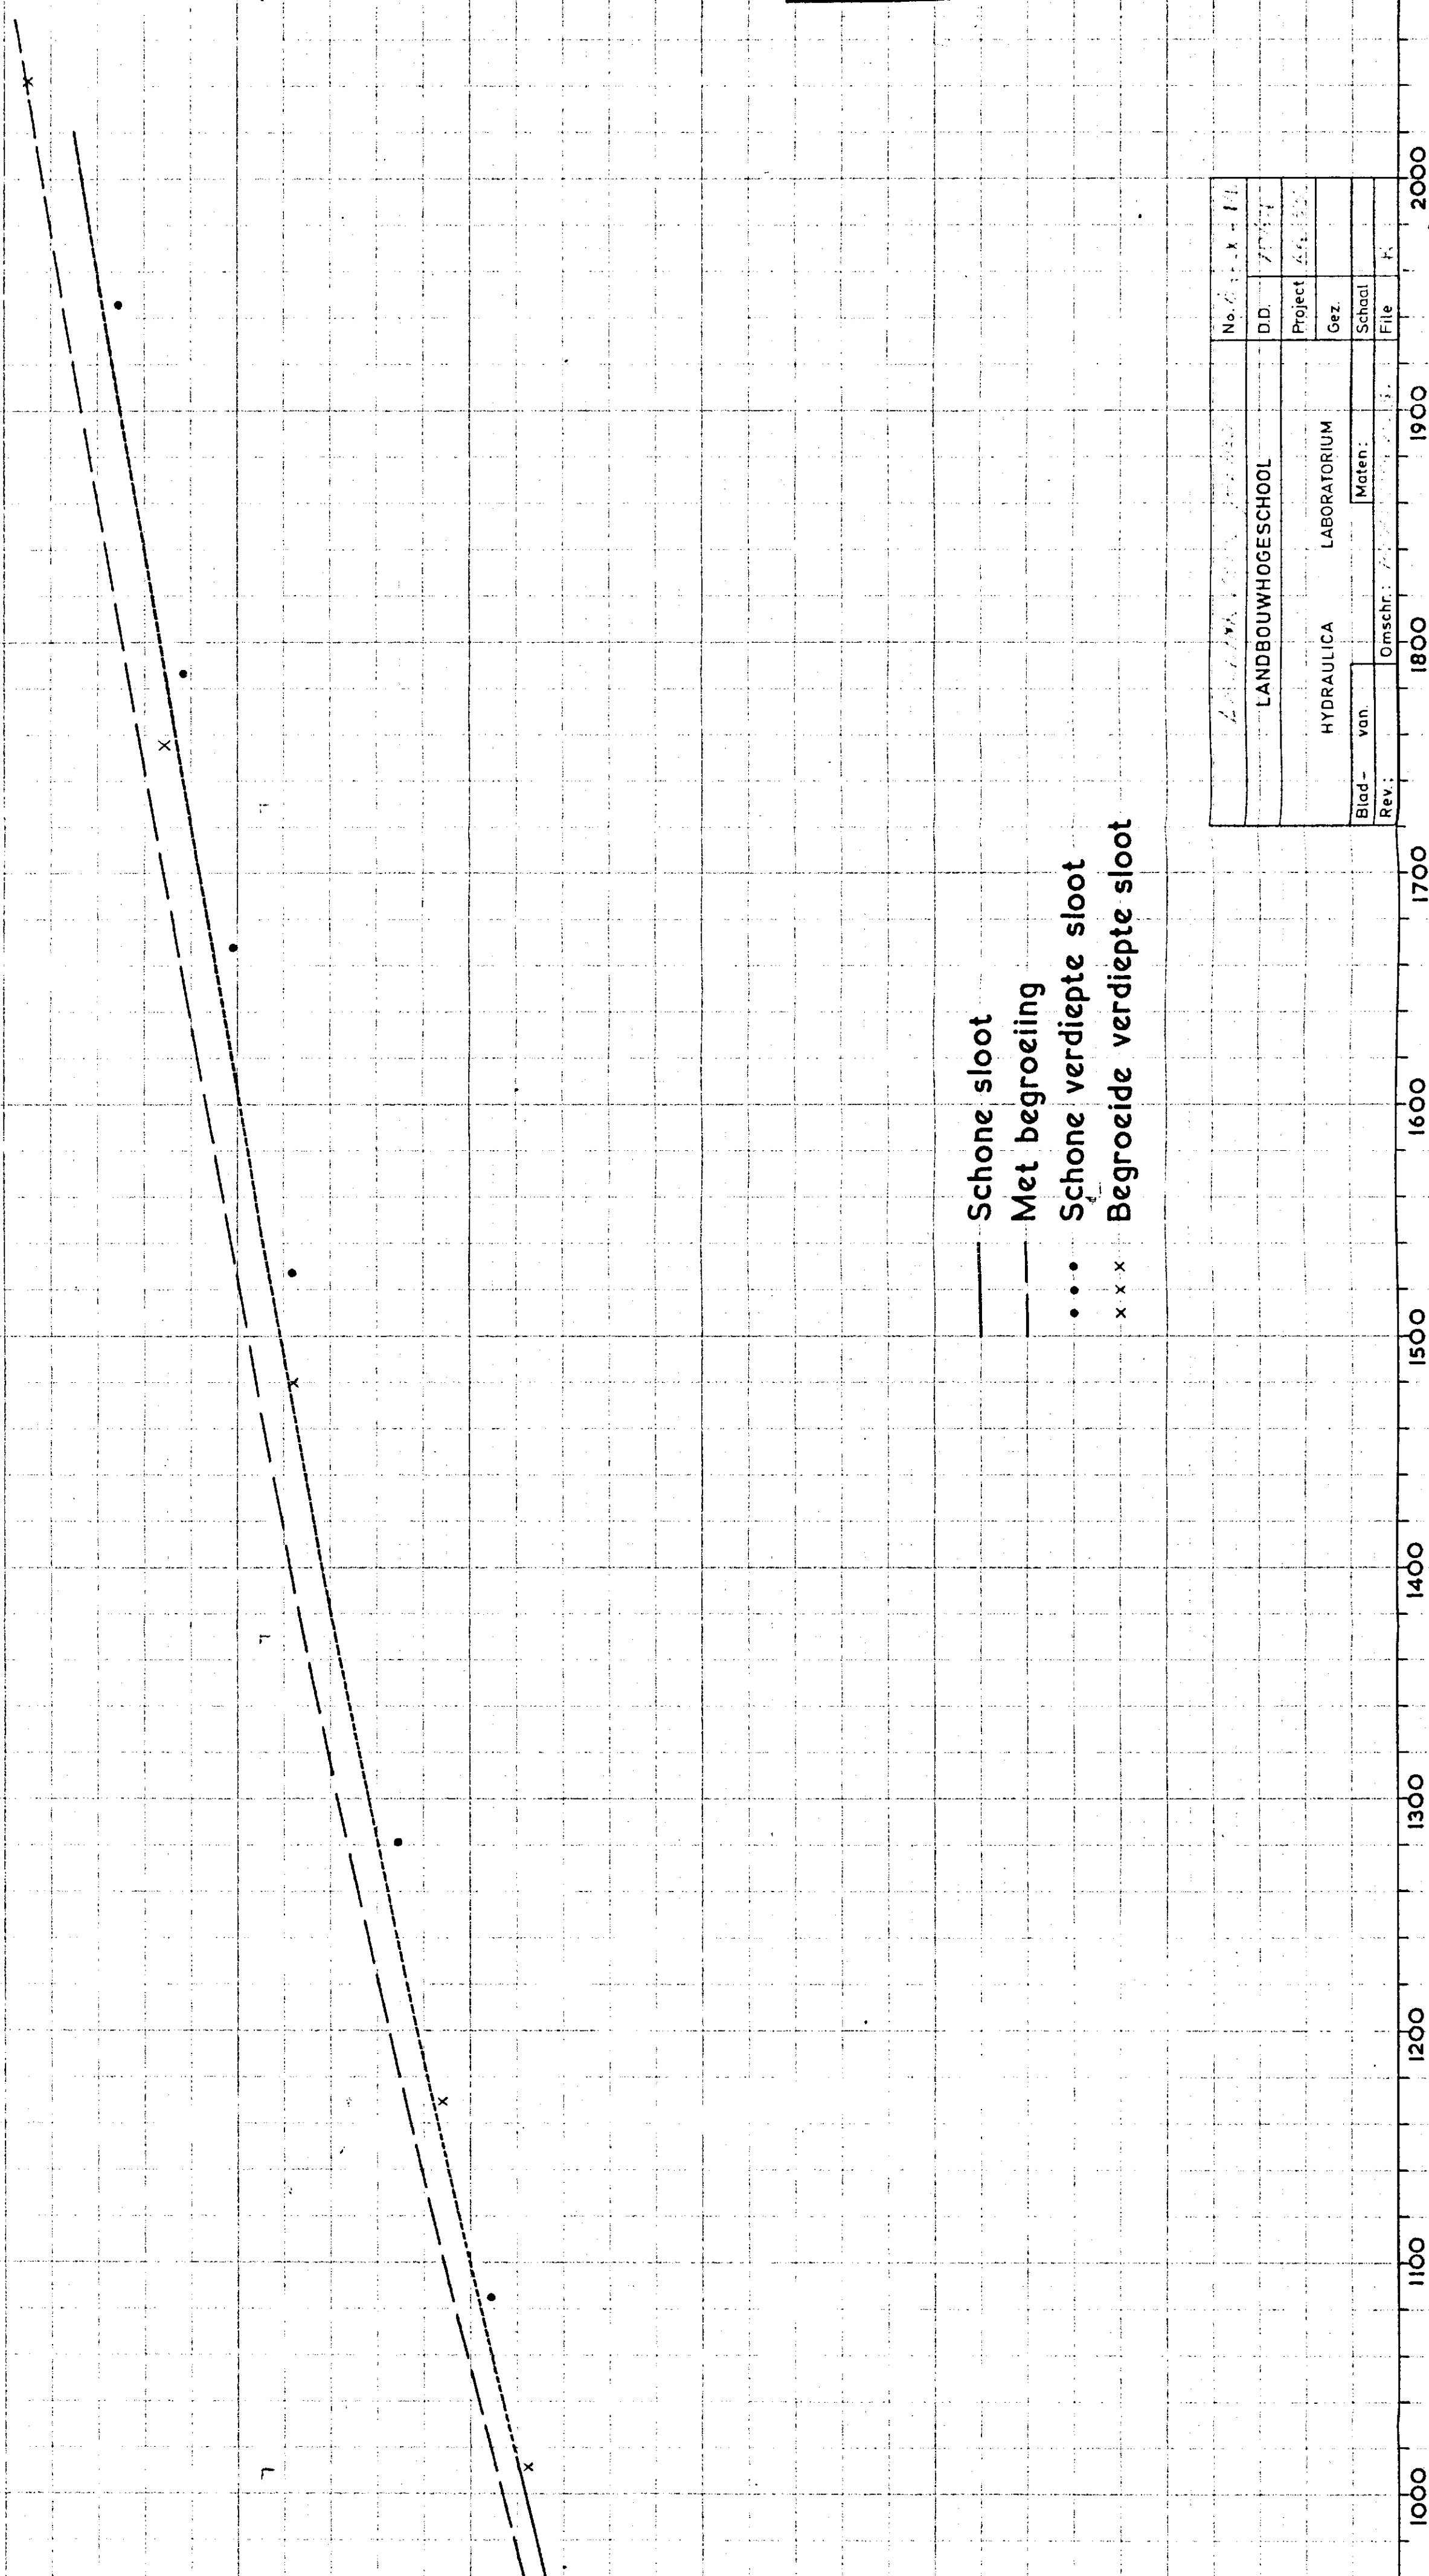 Schone sloot
Met begroeiing
Schone verdiepte sloot
Begroeide verdiepte sloot
No.
LANDBOUWHOGESCHOOL
D.D.
Project
HYDRAULICA LABORATORIUM
Gez.
Blad- van
Maten:
Schaal
Rev.:
Omschr.:
File K
1000 1100 1200 1300 1400 1500 1600 1700 1800 1900 2000